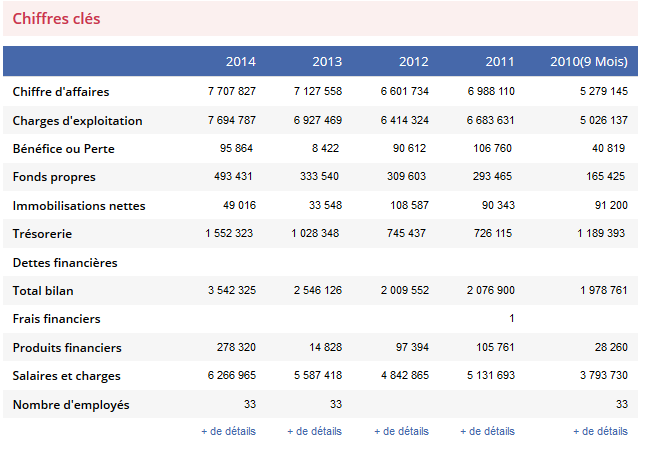 Chiffres clés
2014 2013 2012 2011 2010(9 Mois)
Chiffre d'affaires 7 707 827 7 127 558 6 601 734 6 988 110 5 279 145
Charges d'exploitation 7 694 787 6 927 469 6 414 324 6 683 631 5 026 137
Bénéfice ou Perte 95 864 8 422 90 612 106 760 40 819
Fonds propres 493 431 333 540 309 603 293 465 165 425
Immobilisations nettes 49 016 33 548 108 587 90 343 91 200
Trésorerie 1 552 323 1 028 348 745 437 726 115 1 189 393
Dettes financières
Total bilan 3 542 325 2 546 126 2 009 552 2 076 900 1 978 761
Frais financiers 1
Produits financiers 278 320 14 828 97 394 105 761 28 260
Salaires et charges 6 266 965 5 587 418 4 842 865 5 131 693 3 793 730
Nombre d'employés 33 33 33
+ de détails + de détails + de détails + de détails + de détails